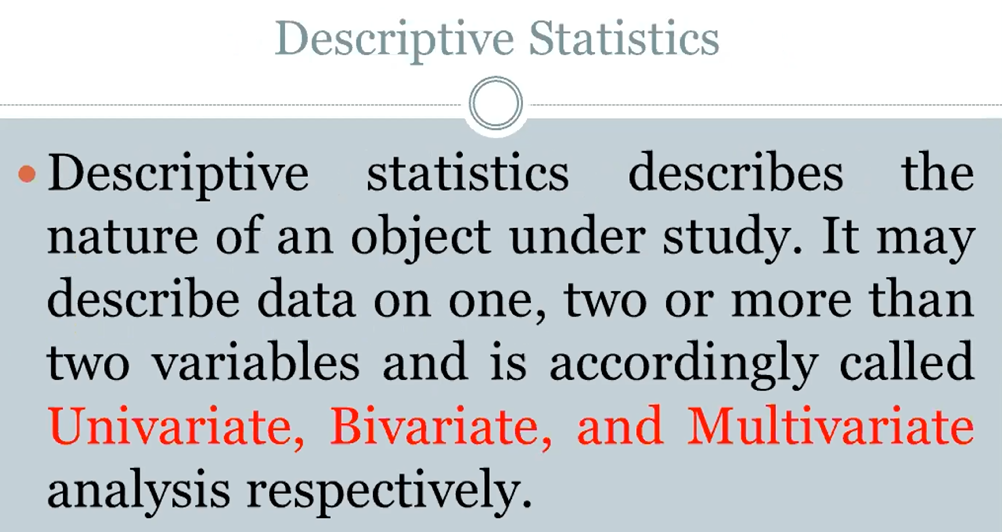 Descriptive Statistics
Descriptive statistics describes the
nature of an object under study. It may
describe data on one, two or more than
two variables and is accordingly called
Univariate, Bivariate, and Multivariate
analysis respectively.